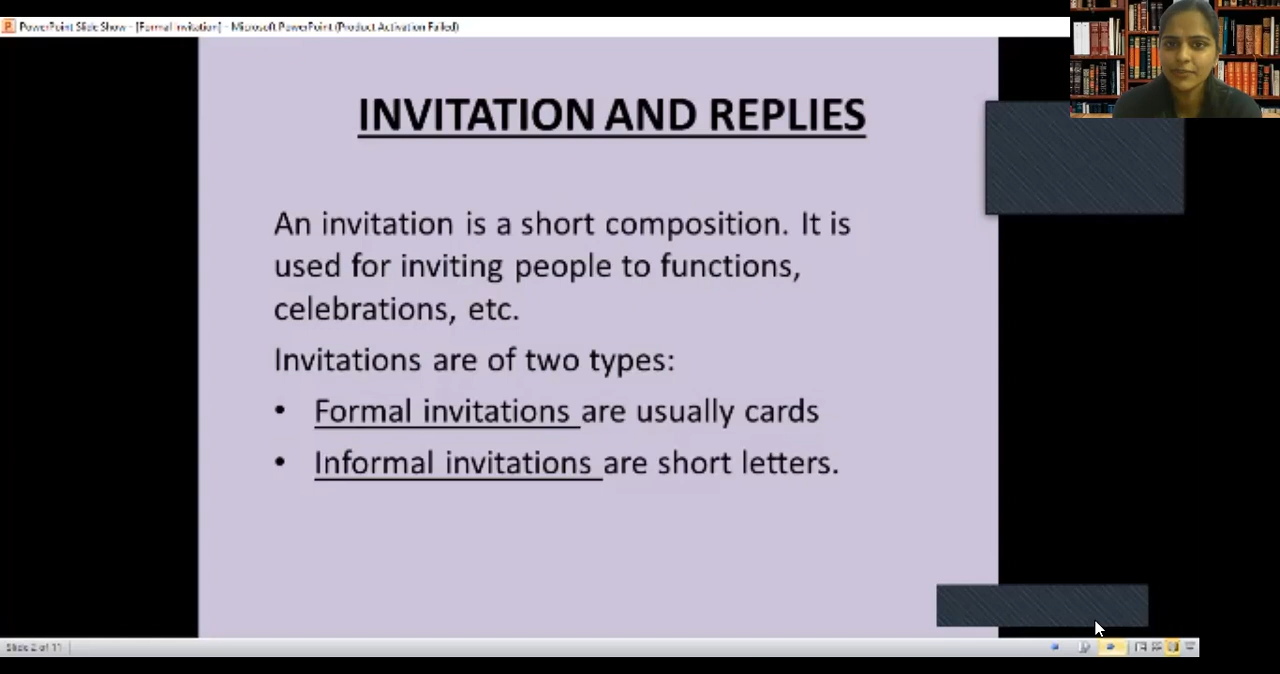 PowerPoint Slide Show - [Formal invitation] - Microsoft PowerPoint (Product Activation Failed)
INVITATION AND REPLIES
An invitation is a short composition. It is
used for inviting people to functions,
celebrations, etc.
Invitations are of two types:
• Formal invitations are usually cards
• Informal invitations are short letters.
Slide 2 of 11